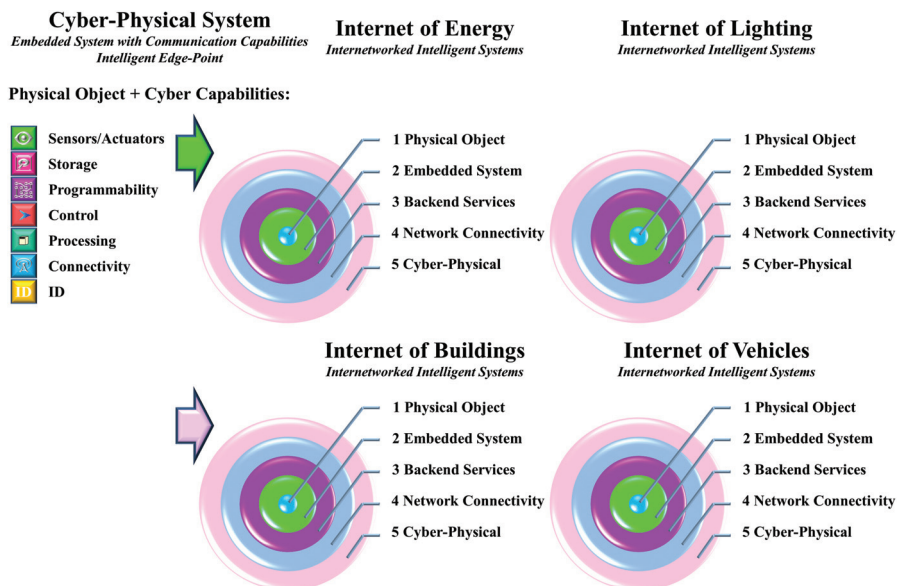 Cyber-Physical System
Embedded System with Communication Capabilities
Intelligent Edge-Point
Physical Object + Cyber Capabilities:
Sensors/Actuators
Storage
Programmability
Control
Processing
Connectivity
ID
ID
Internet of Energy
Internetworked Intelligent Systems
1 Physical Object
2 Embedded System
3 Backend Services
4 Network Connectivity
5 Cyber-Physical
Internet of Lighting
Internetworked Intelligent Systems
1 Physical Object
2 Embedded System
3 Backend Services
4 Network Connectivity
5 Cyber-Physical
Internet of Buildings
Internetworked Intelligent Systems
1 Physical Object
2 Embedded System
3 Backend Services
4 Network Connectivity
5 Cyber-Physical
Internet of Vehicles
Internetworked Intelligent Systems
1 Physical Object
2 Embedded System
3 Backend Services
4 Network Connectivity
5 Cyber-Physical